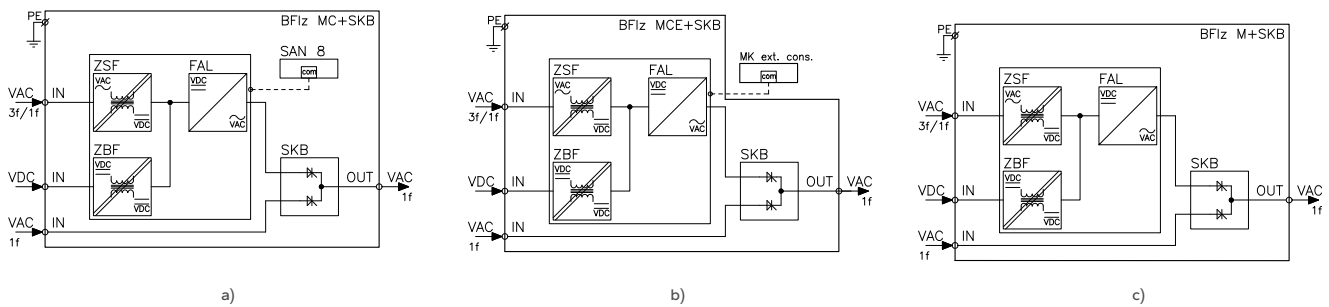 PE
BFIz MC+SKB
SAN 8
com
ZSF
VAC
VDC
FAL
VDC
VAC
VAC
3f/1f
IN
ZBF
VDC
VDC
SKB
VDC
IN
OUT
VAC
1f
VAC
1f
IN
a)
PE
BFIz MCE+SKB
MK ext. cons.
com
ZSF
VAC
VDC
FAL
VDC
VAC
VAC
3f/1f
IN
ZBF
VDC
VDC
SKB
VDC
IN
OUT
VAC
1f
VAC
1f
IN
b)
PE
BFIz M+SKB
ZSF
VAC
VDC
FAL
VDC
VAC
VAC
3f/1f
IN
ZBF
VDC
VDC
SKB
VDC
IN
OUT
VAC
1f
VAC
1f
IN
c)